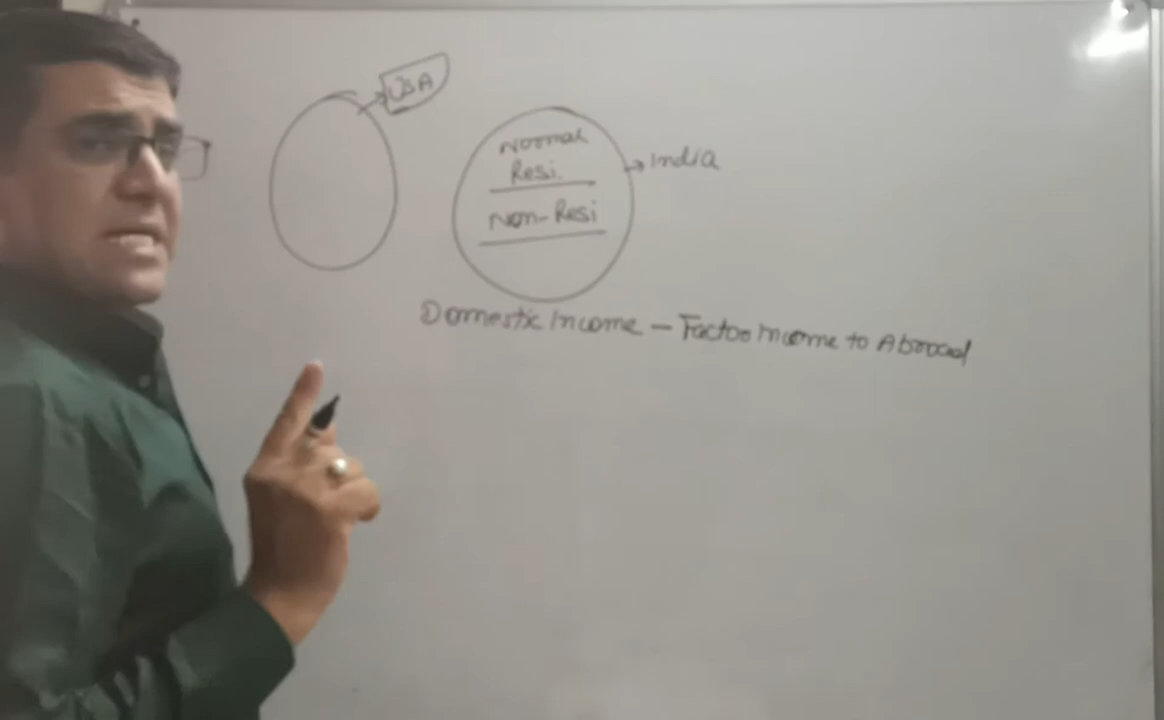 USA
Normal
Resi.
Non-Resi
India
Domestic Income - Factor Income to Abroad